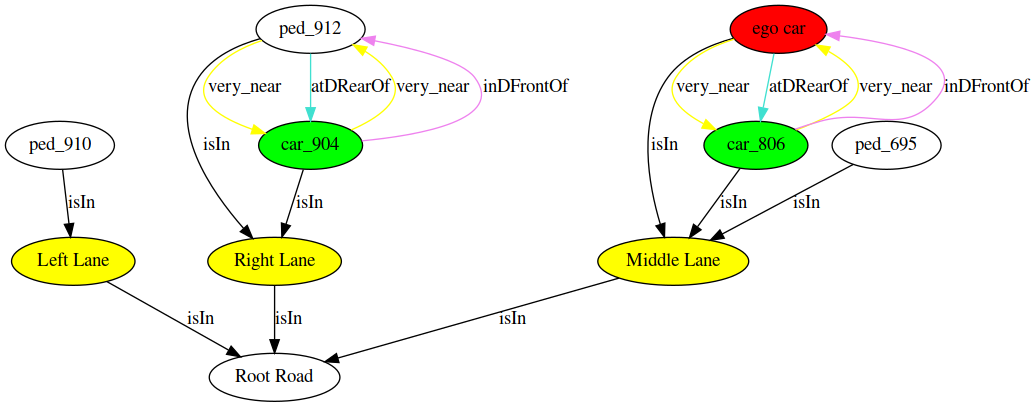 ped_912
ego car
very_near
atDRearOf
very_near
inDFrontOf
very_near
atDRearOf
very_near
inDFrontOf
ped_910
isIn
car_904
isIn
car_806
ped_695
isIn
isIn
isIn
isIn
Left Lane
Right Lane
Middle Lane
isIn
isIn
isIn
Root Road